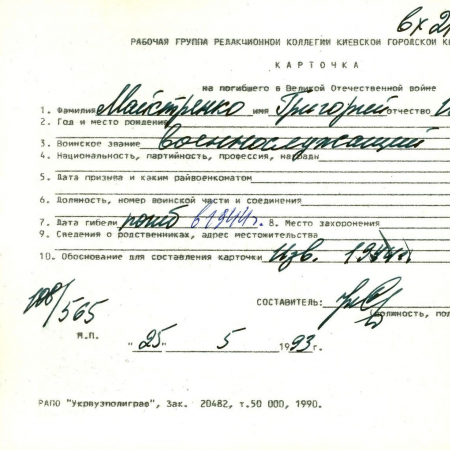 вх
РАБОЧАЯ ГРУППА РЕДАКЦИОННОЙ КОЛЛЕГИИ КИЕВСКОЙ ГОРОДСКОЙ
КАРТОЧКА
на погибшего в Великой Отечественной войне
1. Фамилия Майстренко имя Григорий отчество
2. Год и место рождения
3. Воинское звание военнослужащий
4. Национальность, партийность, профессия, награды
5. Дата призыва и каким райвоенкоматом
6. Должность, номер воинской части и соединения
7. Дата гибели погиб в 1944г. 8. Место захоронения
9. Сведения о родственниках, адрес местожительства
10. Обоснование для составления карточки Изв. 1944г.
СОСТАВИТЕЛЬ:
108/565
(должность,
М.П.
"25" 5 1993г.
РАПО "Укрвузполиграф", Зак. 20482, т.50 000, 1990.